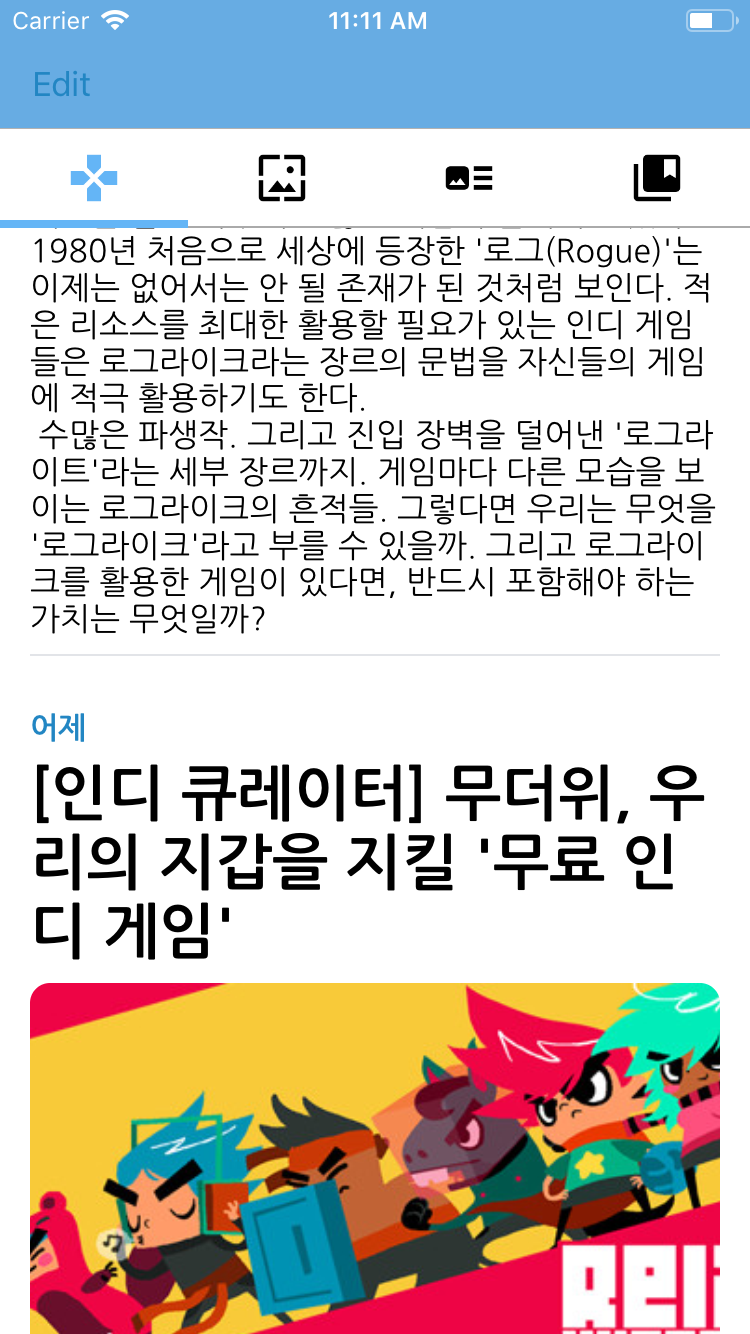 Carrier
11:11 AM
Edit
1980년 처음으로 세상에 등장한 '로그(Rogue)'는
이제는 없어서는 안 될 존재가 된 것처럼 보인다. 적
은 리소스를 최대한 활용할 필요가 있는 인디 게임
들은 로그라이크라는 장르의 문법을 자신들의 게임
에 적극 활용하기도 한다.
수많은 파생작. 그리고 진입 장벽을 덜어낸 '로그라
이트'라는 세부 장르까지. 게임마다 다른 모습을 보
이는 로그라이크의 흔적들. 그렇다면 우리는 무엇을
'로그라이크'라고 부를 수 있을까. 그리고 로그라이
크를 활용한 게임이 있다면, 반드시 포함해야 하는
가치는 무엇일까?
어제
[인디 큐레이터] 무더위, 우
리의 지갑을 지킬 '무료 인
디 게임'